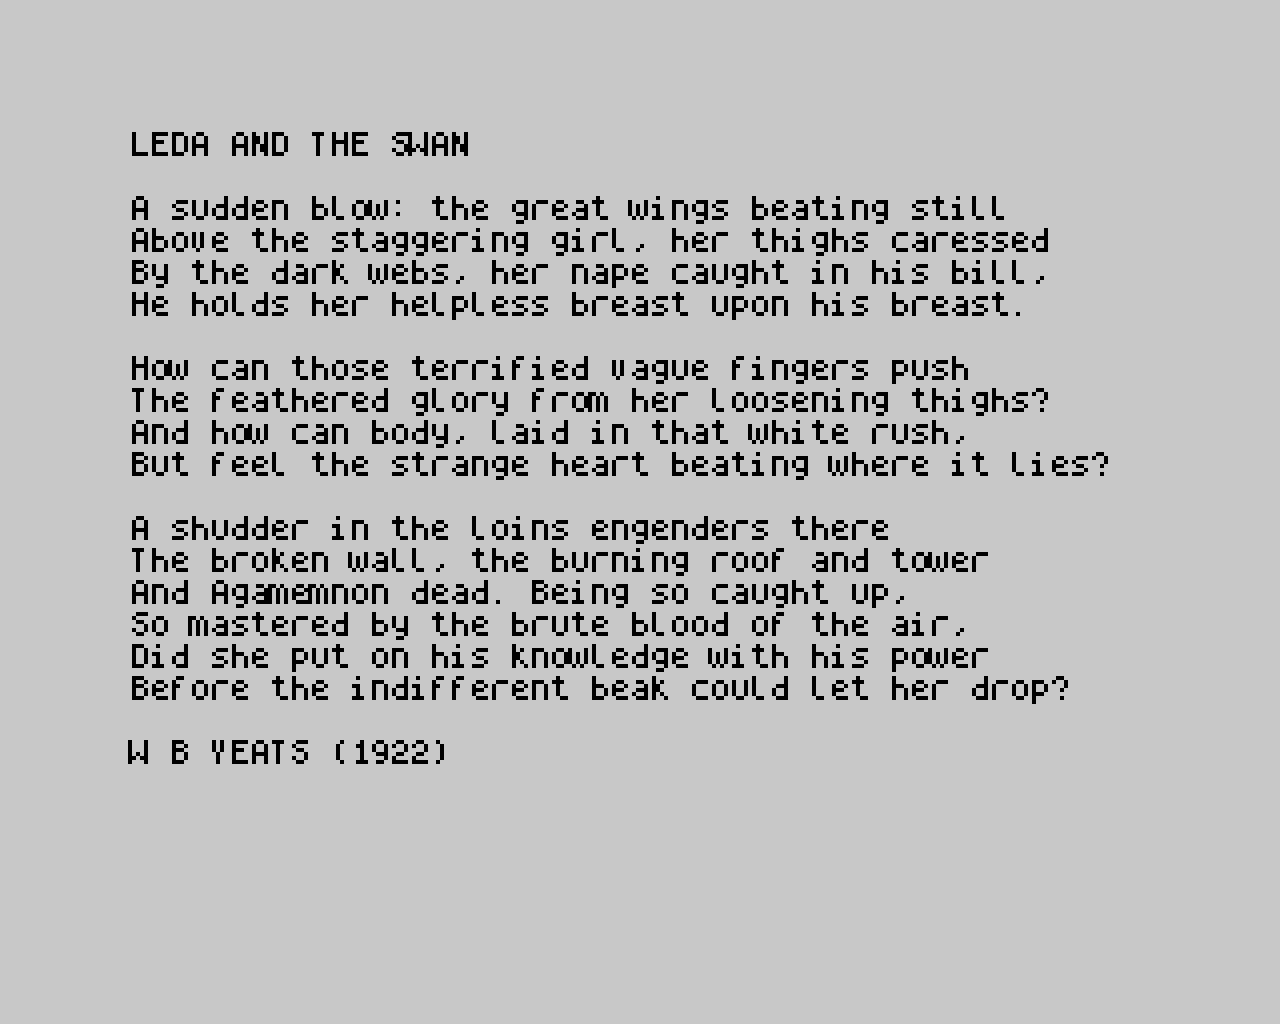 LEDA AND THE SWAN
A sudden blow: the great wings beating still
Above the staggering girl, her thighs caressed
By the dark webs, her nape caught in his bill,
He holds her helpless breast upon his breast.
How can those terrified vague fingers push
The feathered glory from her loosening thighs?
And how can body, laid in that white rush,
But feel the strange heart beating where it lies?
A shudder in the loins engenders there
The broken wall, the burning roof and tower
And Agamemnon dead. Being so caught up,
So mastered by the brute blood of the air,
Did she put on his knowledge with his power
Before the indifferent beak could let her drop?
W B YEATS (1922)